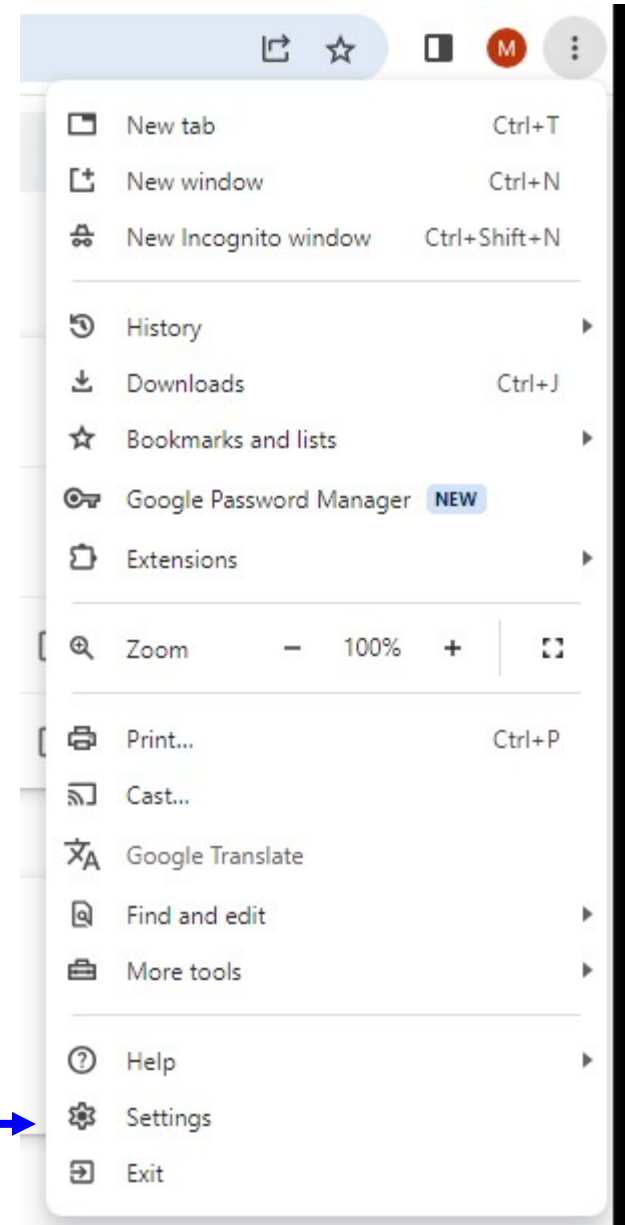 M
New tab Ctrl+T
New window Ctrl+N
New Incognito window Ctrl+Shift+N
History
Downloads Ctrl+J
Bookmarks and lists
Google Password Manager NEW
Extensions
Zoom − 100% +
Print... Ctrl+P
Cast...
Google Translate
Find and edit
More tools
Help
Settings
Exit